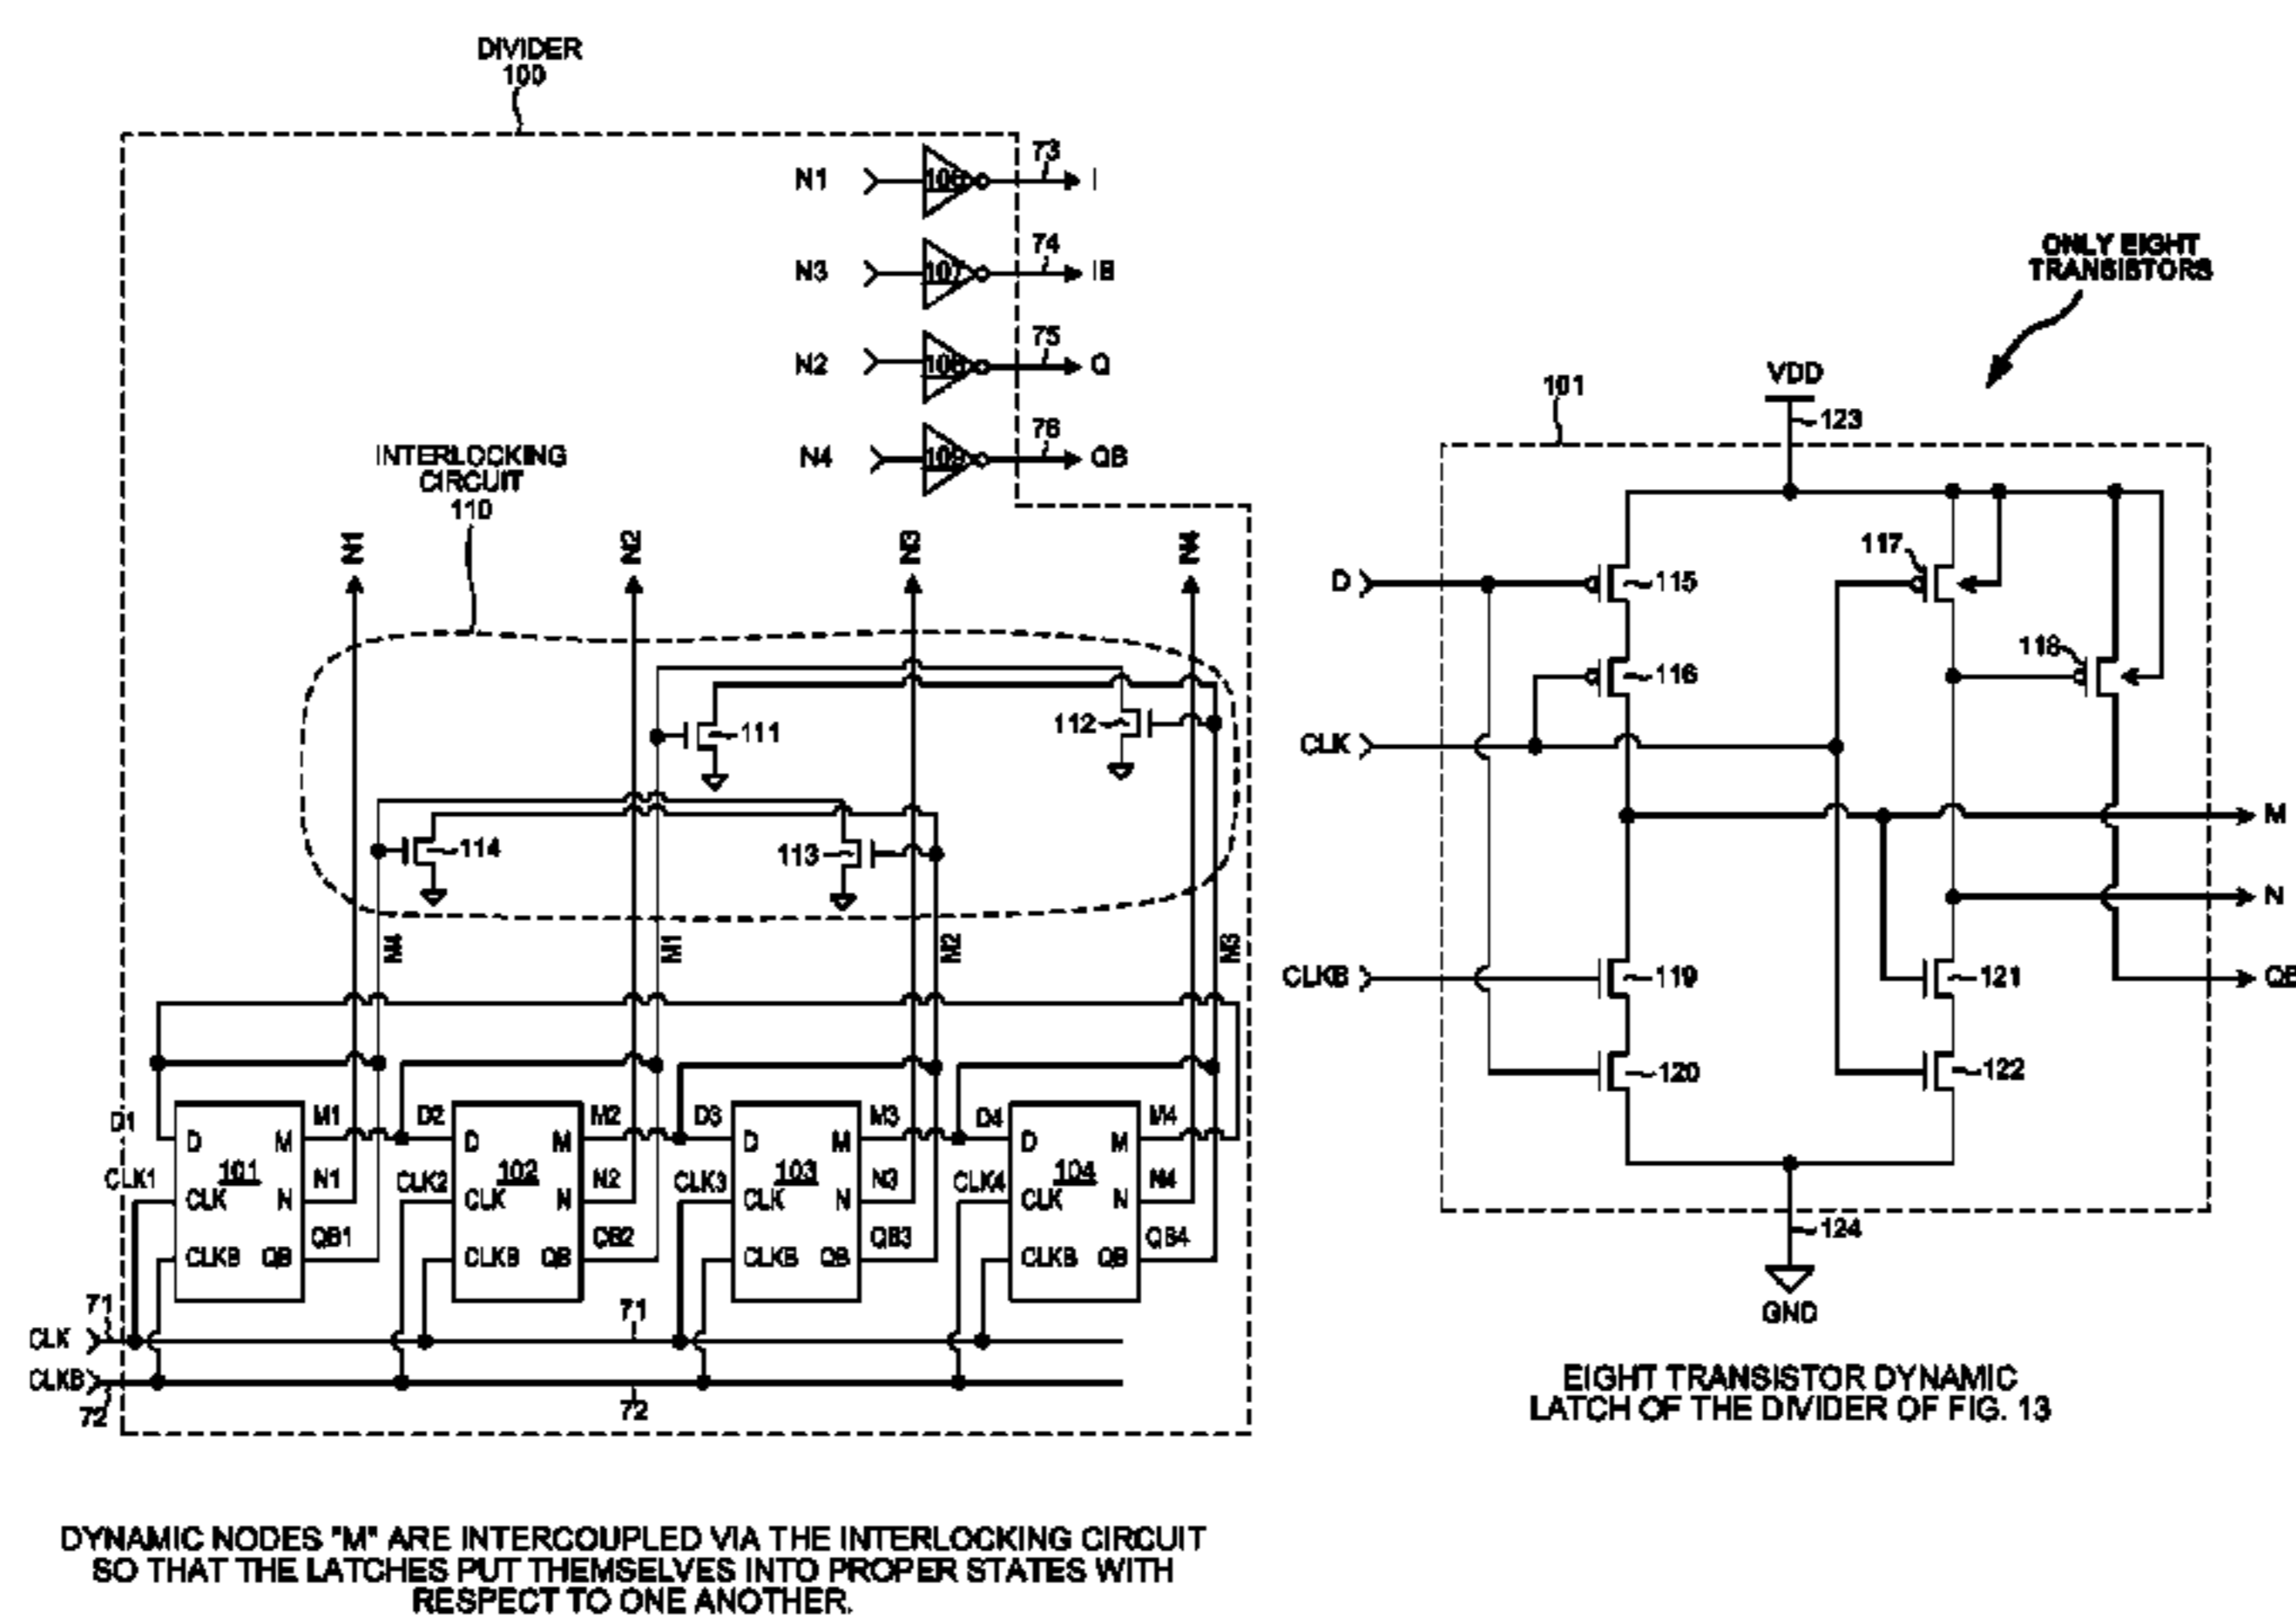 DIVIDER
100
N1
106
73
I
N3
107
74
IB
N2
108
75
Q
N4
109
76
QB
INTERLOCKING
CIRCUIT
110
N1
N2
N3
N4
111
112
114
113
M4
M1
M2
M3
D1
D
M
M1
101
CLK1
CLK
N
N1
CLKB
QB
QB1
D2
D
M
M2
102
CLK2
CLK
N
N2
CLKB
QB
QB2
D3
D
M
M3
103
CLK3
CLK
N
N3
CLKB
QB
QB3
D4
D
M
M4
104
CLK4
CLK
N
N4
CLKB
QB
QB4
71
CLK
71
CLKB
72
72
DYNAMIC NODES "M" ARE INTERCOUPLED VIA THE INTERLOCKING CIRCUIT
SO THAT THE LATCHES PUT THEMSELVES INTO PROPER STATES WITH
RESPECT TO ONE ANOTHER.
ONLY EIGHT
TRANSISTORS
101
VDD
123
117
D
115
118
116
CLK
M
N
CLKB
119
121
QB
120
122
124
GND
EIGHT TRANSISTOR DYNAMIC
LATCH OF THE DIVIDER OF FIG. 13